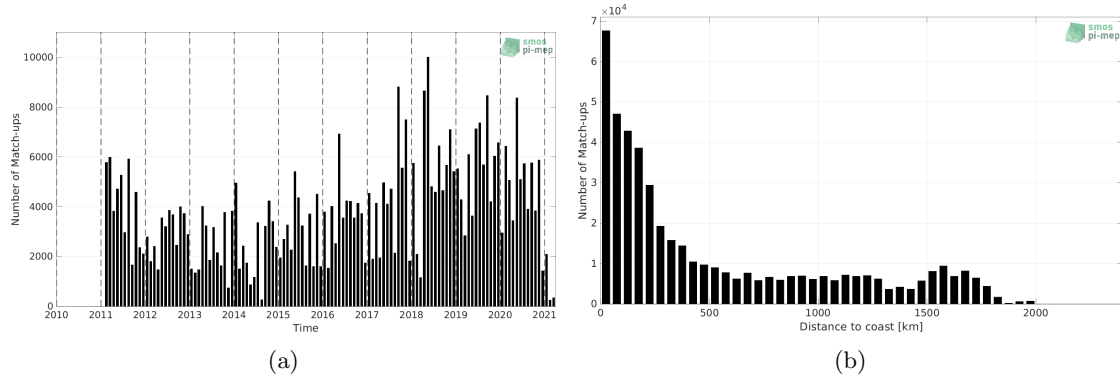 smos
pi-mep
10000
8000
6000
4000
2000
0
Number of Match-ups
2010 2011 2012 2013 2014 2015 2016 2017 2018 2019 2020 2021
Time
(a)
×10⁴
smos
pi-mep
7
6
5
4
3
2
1
0
Number of Match-ups
0 500 1000 1500 2000
Distance to coast [km]
(b)